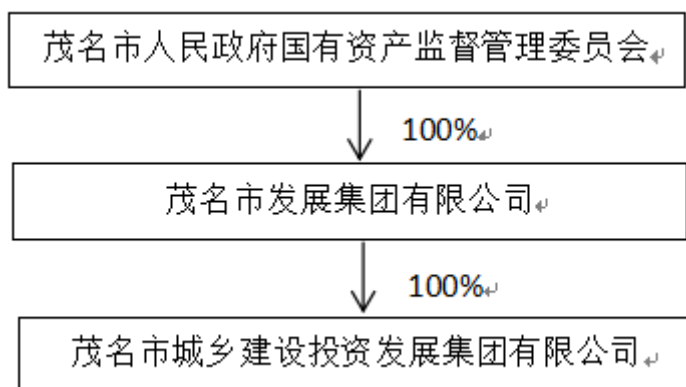 茂名市人民政府国有资产监督管理委员会
100%
茂名市发展集团有限公司
100%
茂名市城乡建设投资发展集团有限公司